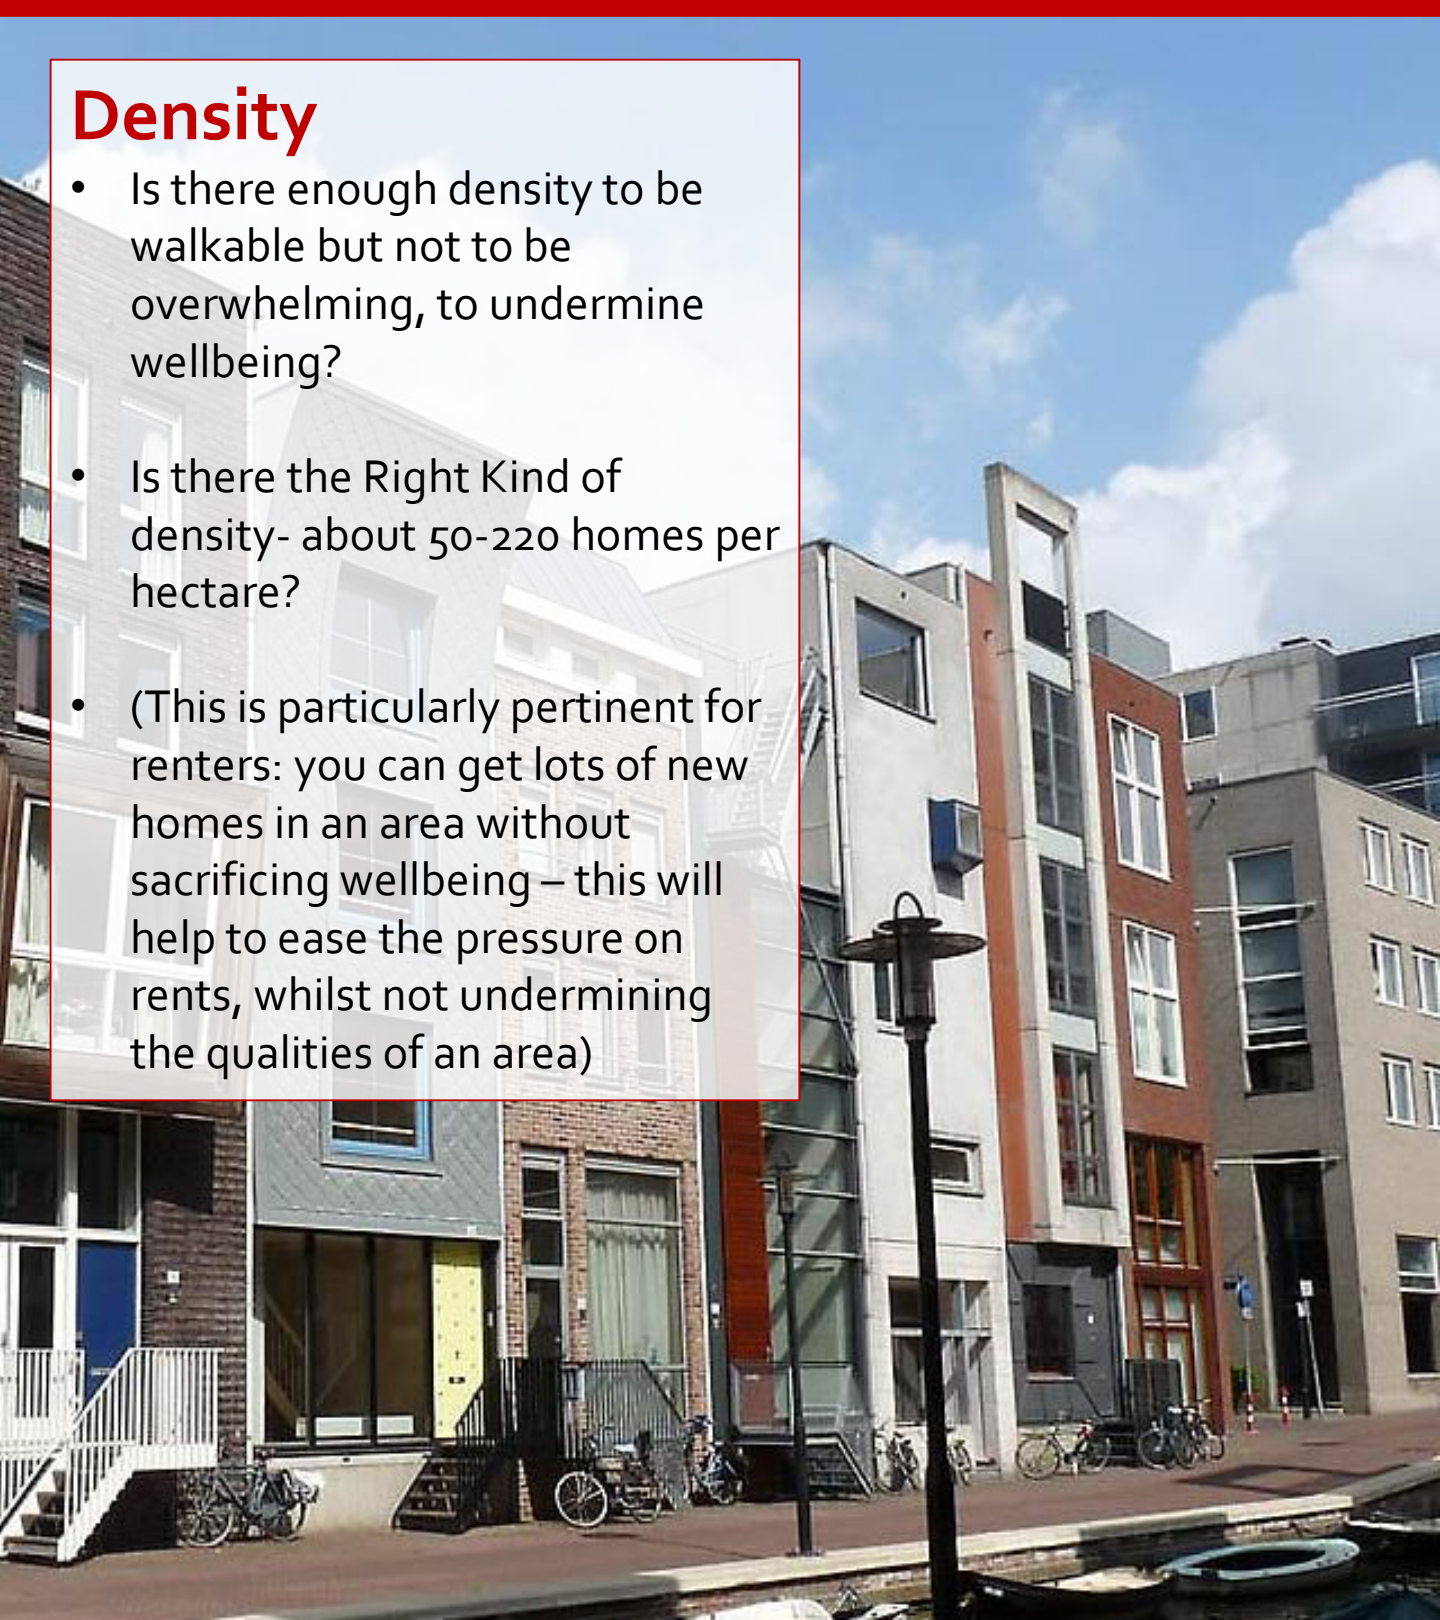 Density
• Is there enough density to be
walkable but not to be
overwhelming, to undermine
wellbeing?
• Is there the Right Kind of
density- about 50-220 homes per
hectare?
• (This is particularly pertinent for
renters: you can get lots of new
homes in an area without
sacrificing wellbeing – this will
help to ease the pressure on
rents, whilst not undermining
the qualities of an area)